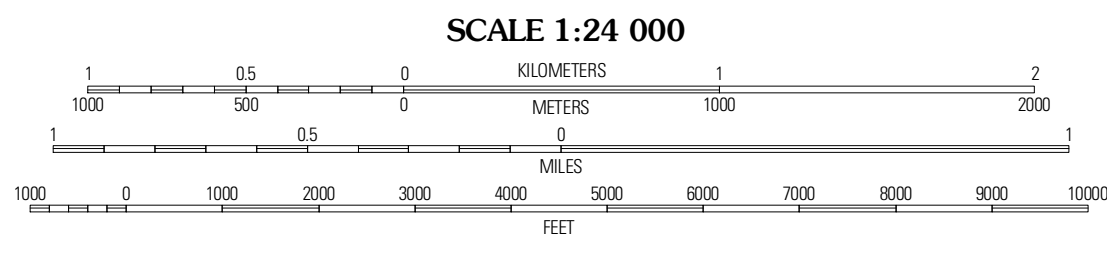 SCALE 1:24 000
1 0.5 0 KILOMETERS 1 2
1000 500 0 METERS 1000 2000
1 0.5 0 1
MILES
1000 0 1000 2000 3000 4000 5000 6000 7000 8000 9000 10000
FEET